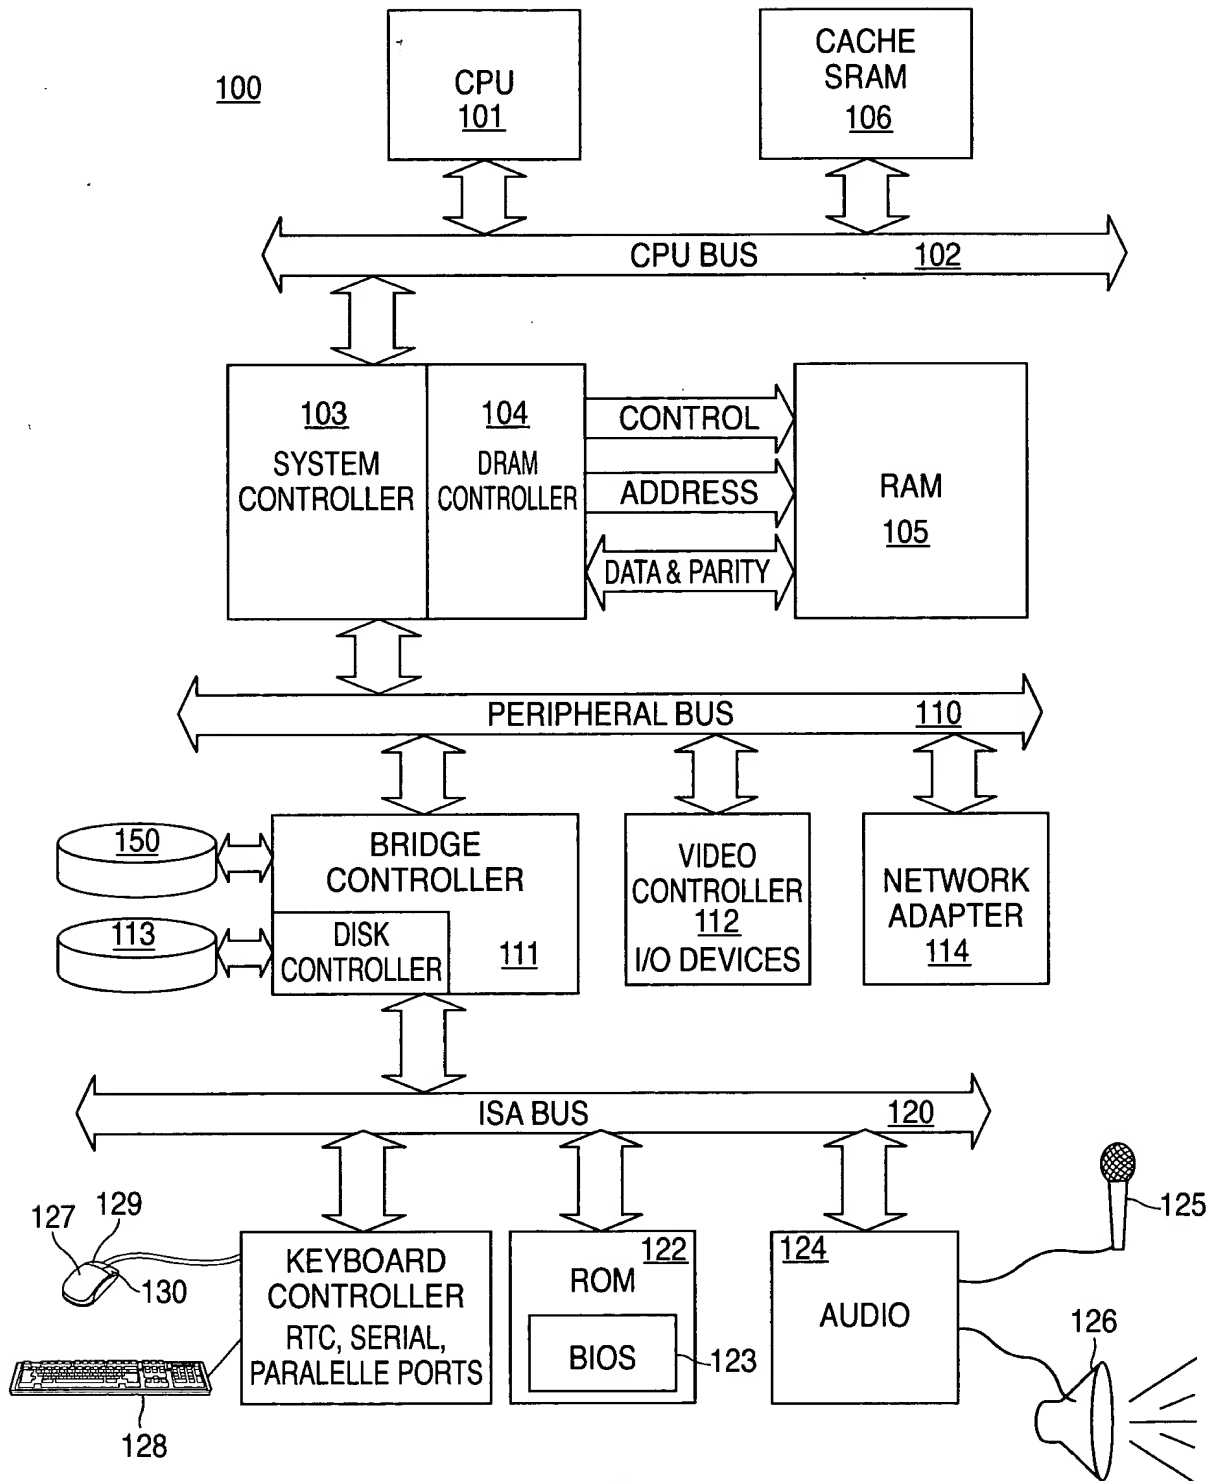 100
CPU
101
CACHE
SRAM
106
CPU BUS 102
103
SYSTEM
CONTROLLER
104
DRAM
CONTROLLER
CONTROL
ADDRESS
DATA & PARITY
RAM
105
PERIPHERAL BUS 110
150
113
BRIDGE
CONTROLLER
DISK
CONTROLLER
111
VIDEO
CONTROLLER
112
I/O DEVICES
NETWORK
ADAPTER
114
ISA BUS 120
127
129
130
128
KEYBOARD
CONTROLLER
RTC, SERIAL,
PARALELLE PORTS
122
ROM
BIOS
123
124
AUDIO
125
126